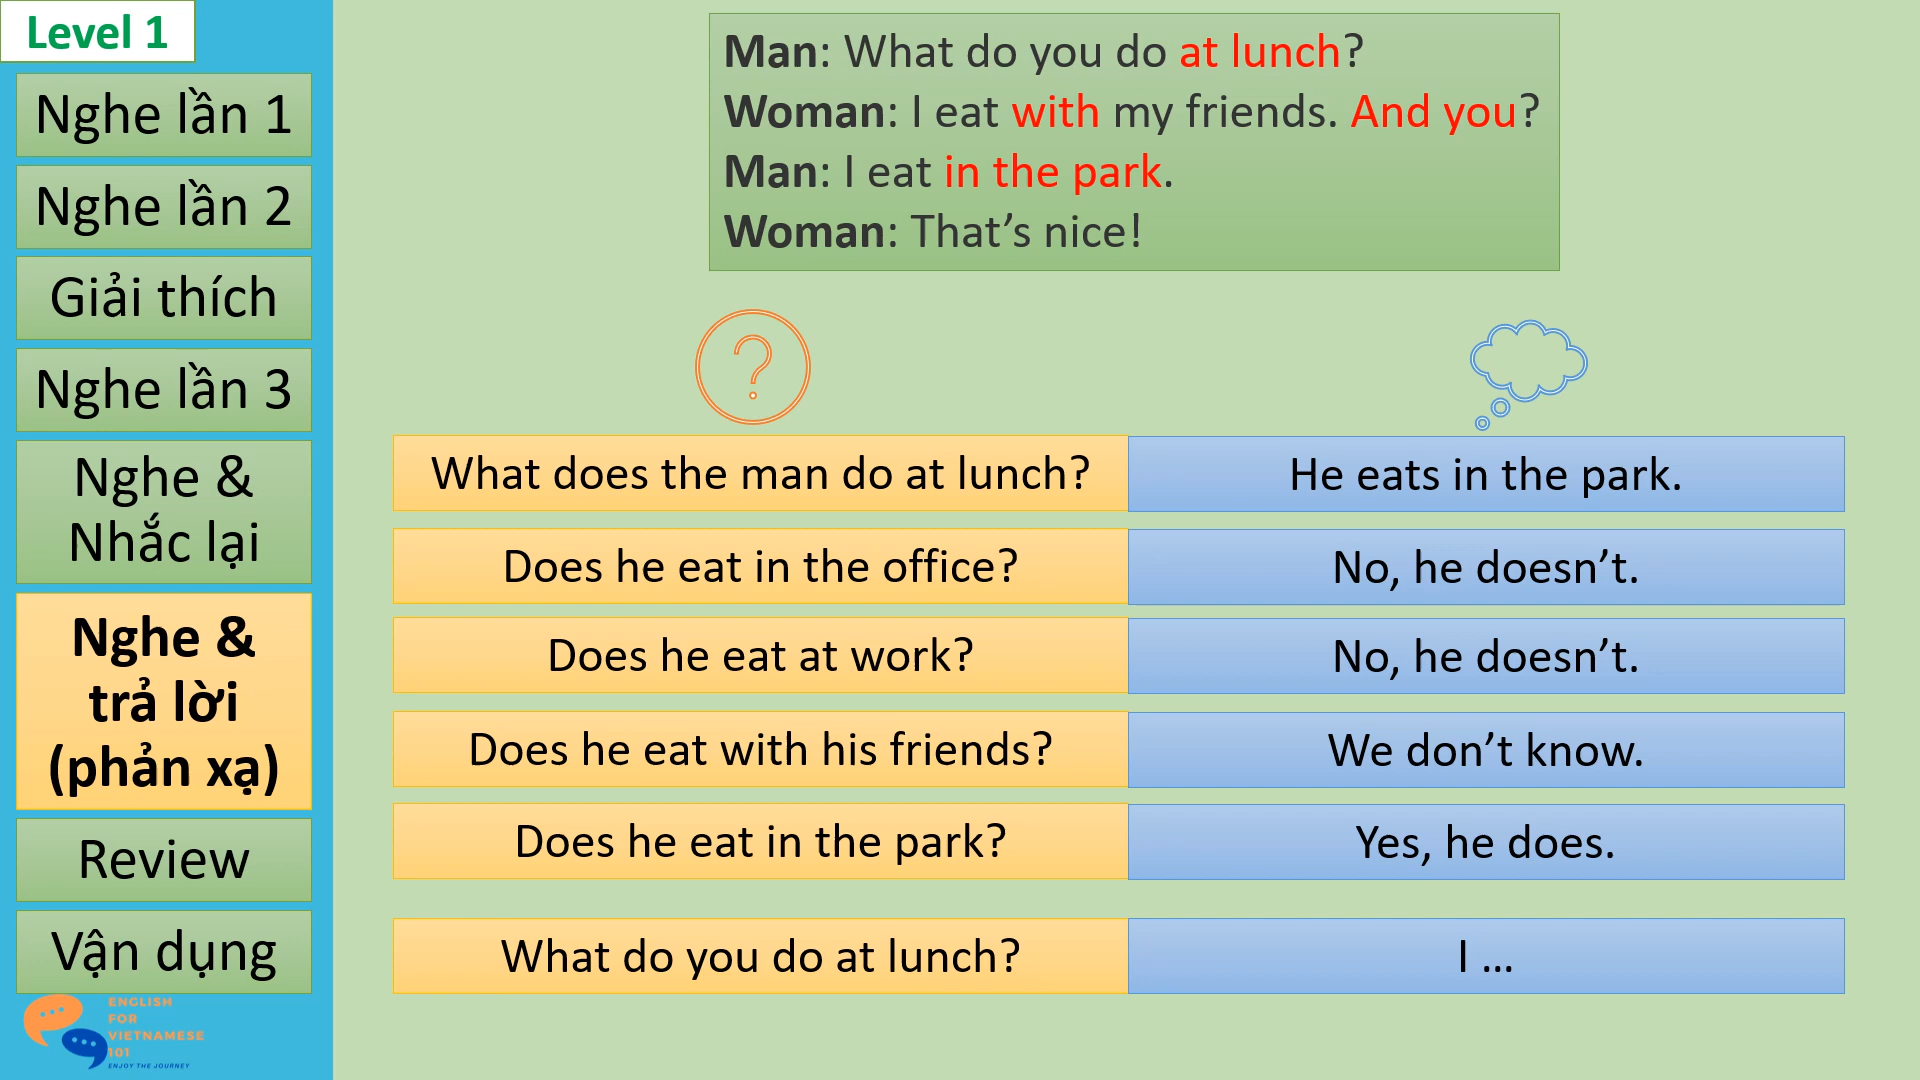 Level 1
Nghe lần 1
Nghe lần 2
Giải thích
Nghe lần 3
Nghe &
Nhắc lại
Nghe &
trả lời
(phản xạ)
Review
Vận dụng
ENGLISH
FOR
VIETNAMESE
101
ENJOY THE JOURNEY
Man: What do you do at lunch?
Woman: I eat with my friends. And you?
Man: I eat in the park.
Woman: That’s nice!
?
What does the man do at lunch? He eats in the park.
Does he eat in the office? No, he doesn’t.
Does he eat at work? No, he doesn’t.
Does he eat with his friends? We don’t know.
Does he eat in the park? Yes, he does.
What do you do at lunch? I ...